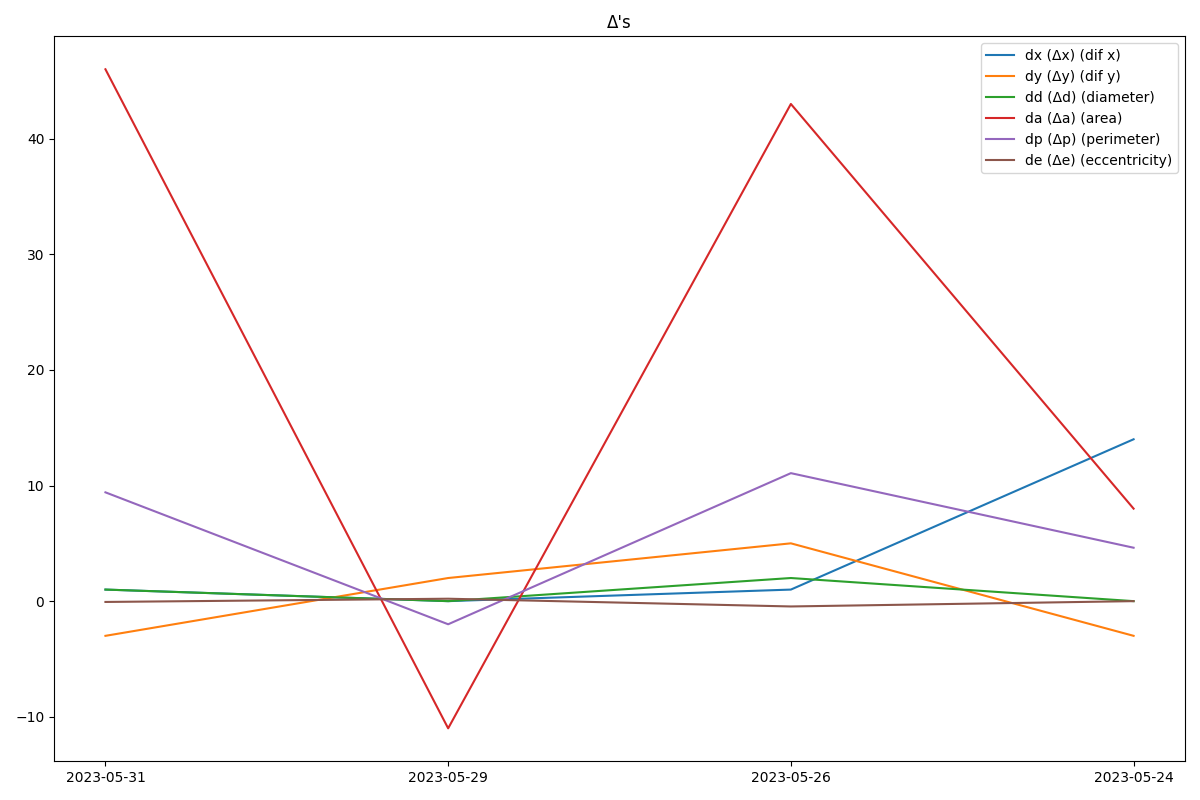 Δ's
dx (Δx) (dif x)
dy (Δy) (dif y)
dd (Δd) (diameter)
da (Δa) (area)
dp (Δp) (perimeter)
de (Δe) (eccentricity)
40
30
20
10
0
−10
2023-05-31 2023-05-29 2023-05-26 2023-05-24